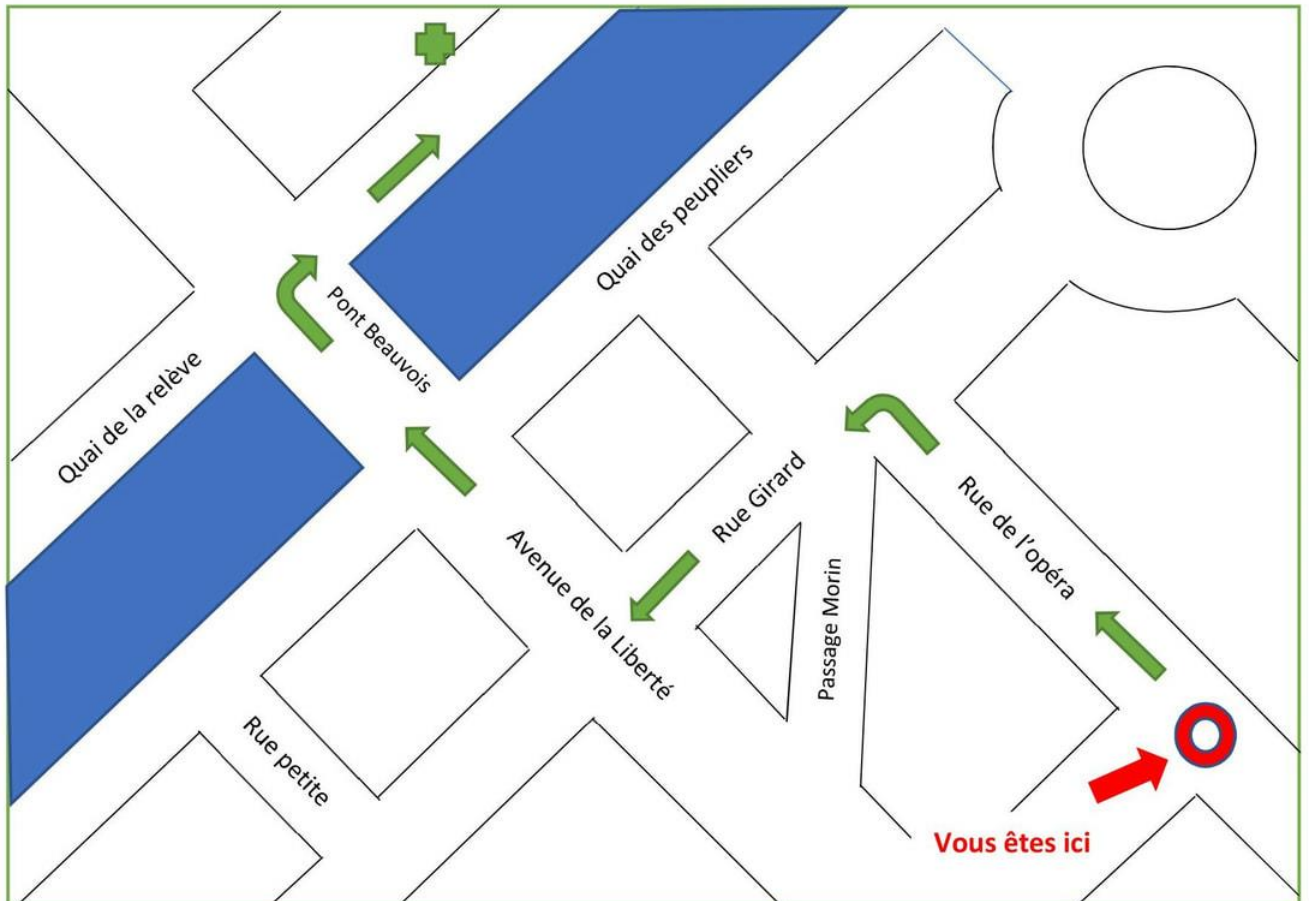 Quai des peupliers
Pont Beauvois
Quai de la relève
Rue Girard
Rue de l'opéra
Avenue de la Liberté
Passage Morin
Rue petite
Vous êtes ici